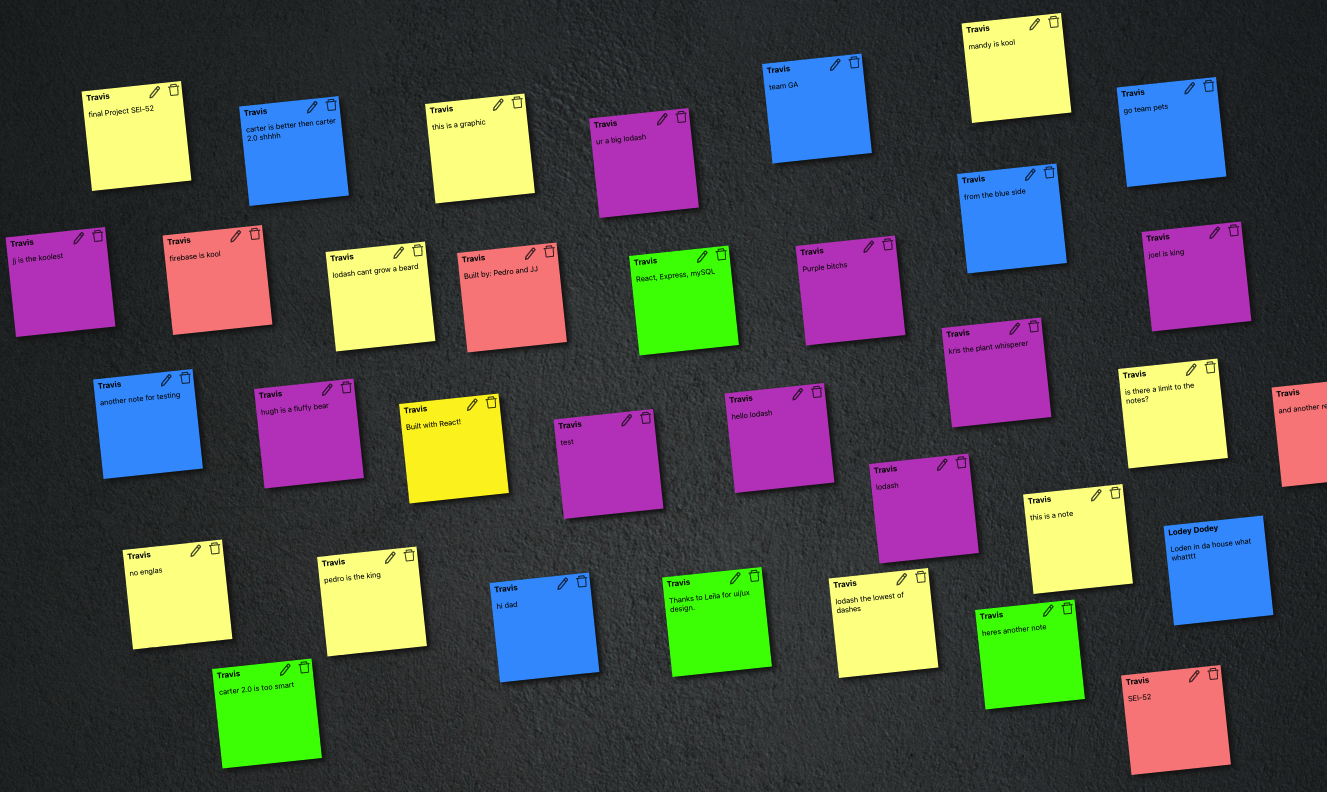 Travis
mandy is kool
Travis
team GA
Travis
go team pets
Travis
final Project SEI-52
Travis
carter is better then carter
2.0 shhhh
Travis
this is a graphic
Travis
ur a big lodash
Travis
from the blue side
Travis
jj is the koolest
Travis
firebase is kool
Travis
lodash cant grow a beard
Travis
Built by: Pedro and JJ
Travis
React, Express, mySQL
Travis
Purple bitchs
Travis
joel is king
Travis
kris the plant whisperer
Travis
another note for testing
Travis
hugh is a fluffy bear
Travis
Built with React!
Travis
test
Travis
hello lodash
Travis
is there a limit to the
notes?
Travis
and another re
Travis
lodash
Travis
this is a note
Lodey Dodey
Loden in da house what
whatttt
Travis
no englas
Travis
pedro is the king
Travis
hi dad
Travis
Thanks to Leila for ui/ux
design.
Travis
lodash the lowest of
dashes
Travis
heres another note
Travis
carter 2.0 is too smart
Travis
SEI-52